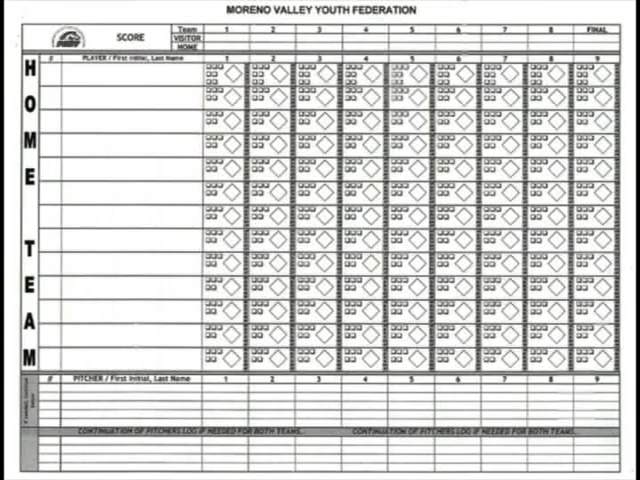 MORENO VALLEY YOUTH FEDERATION
SCORE Team 1 2 3 4 5 6 7 8 FINAL
VISITOR
HOME
# PLAYER / First Initial, Last Name 1 2 3 4 5 6 7 8 9
HOME TEAM
# PITCHER / First Initial, Last Name 1 2 3 4 5 6 7 8 9
CONTINUATION OF PITCHERS LOG IF NEEDED FOR BOTH TEAMS... CONTINUATION OF PITCHERS LOG IF NEEDED FOR BOTH TEAMS...